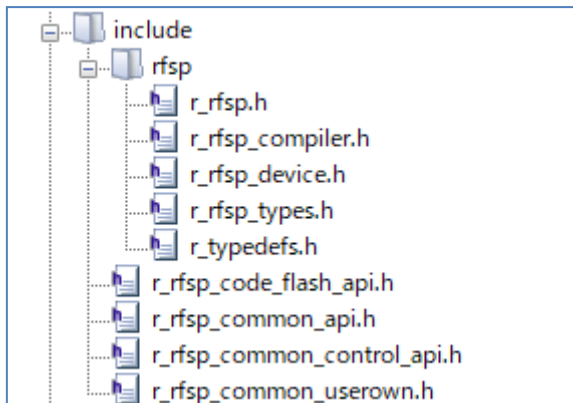 include
rfsp
r_rfsp.h
r_rfsp_compiler.h
r_rfsp_device.h
r_rfsp_types.h
r_typedefs.h
r_rfsp_code_flash_api.h
r_rfsp_common_api.h
r_rfsp_common_control_api.h
r_rfsp_common_userown.h